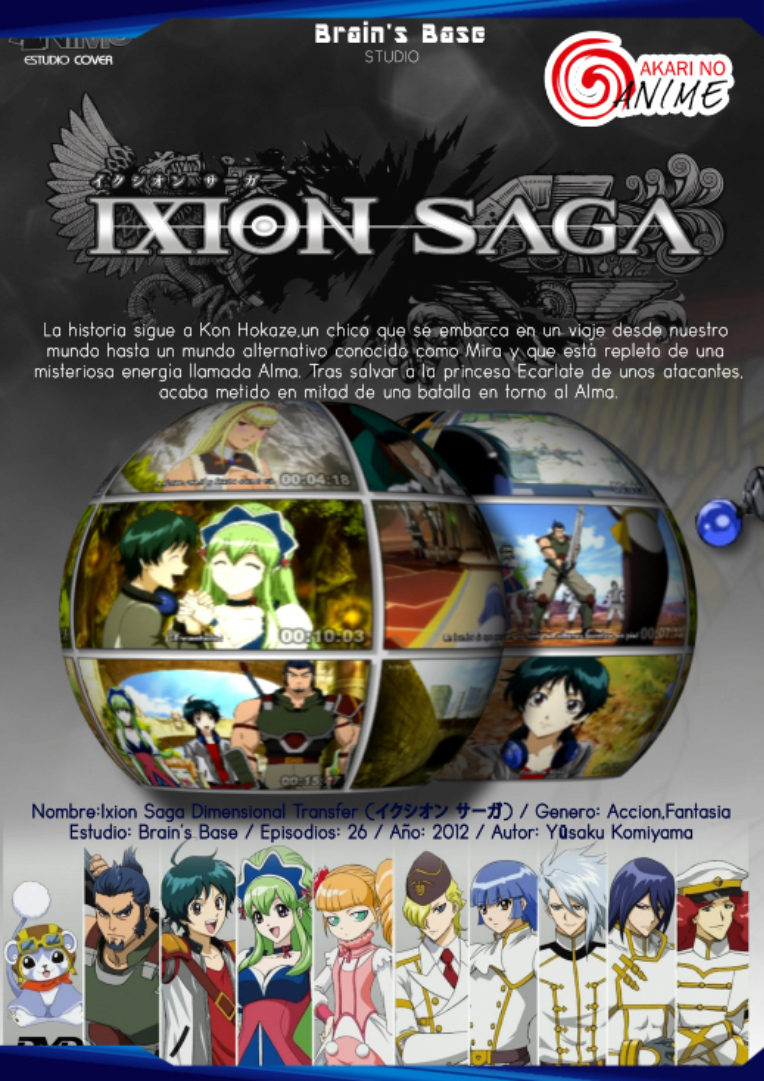 Brain's Base
STUDIO
ESTUDIO COVER
AKARI NO
ANIME
イクシオン サーガ
IXION SAGA
La historia sigue a Kon Hokaze,un chico que se embarca en un viaje desde nuestro
mundo hasta un mundo alternativo conocido como Mira y que está repleto de una
misteriosa energia llamada Alma. Tras salvar a la princesa Ecarlate de unos atacantes,
acaba metido en mitad de una batalla en torno al Alma.
00:04:18
00:10:03
Nombre:Ixion Saga Dimensional Transfer (イクシオン サーガ) / Genero: Accion,Fantasia
Estudio: Brain's Base / Episodios: 26 / Año: 2012 / Autor: Yūsaku Komiyama